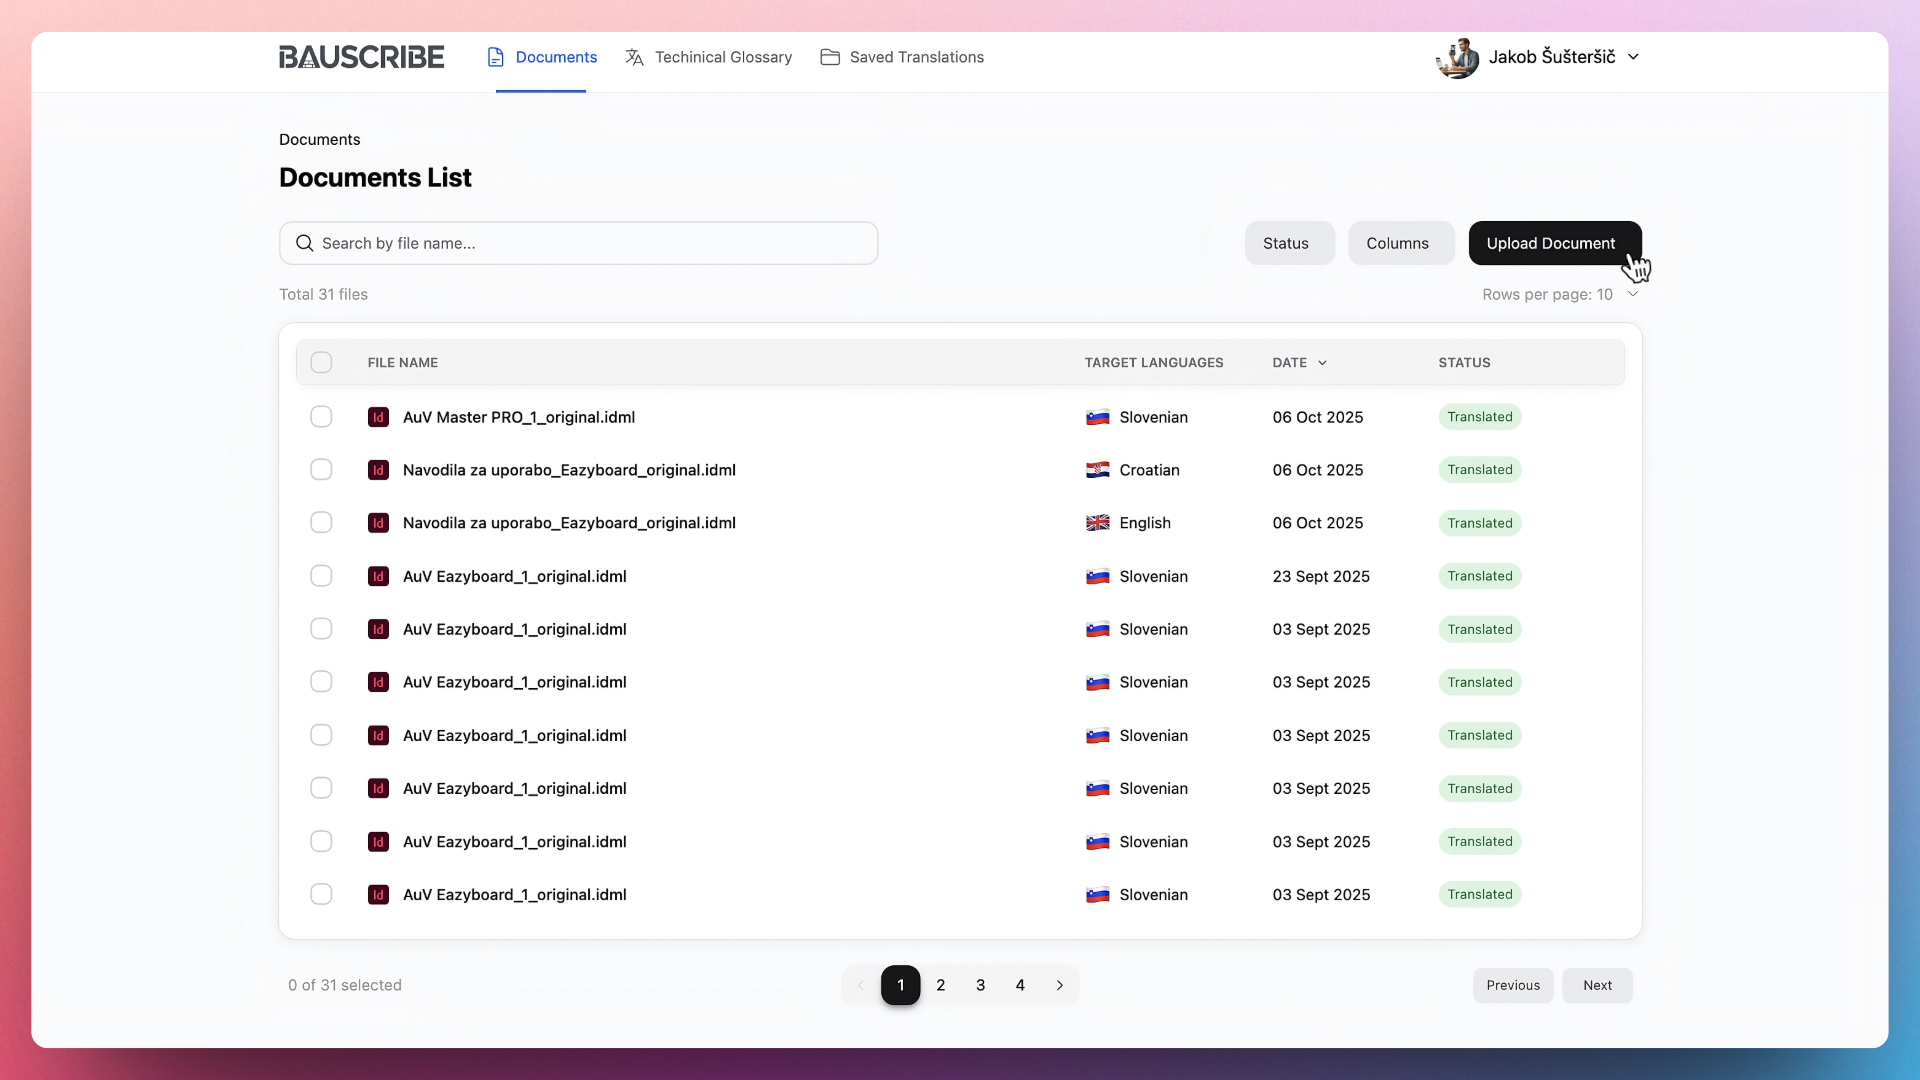 BAUSCRIBE Documents Techinical Glossary Saved Translations Jakob Šušteršič
Documents
Documents List
Search by file name... Status Columns Upload Document
Total 31 files Rows per page: 10
FILE NAME TARGET LANGUAGES DATE STATUS
Id AuV Master PRO_1_original.idml Slovenian 06 Oct 2025 Translated
Id Navodila za uporabo_Eazyboard_original.idml Croatian 06 Oct 2025 Translated
Id Navodila za uporabo_Eazyboard_original.idml English 06 Oct 2025 Translated
Id AuV Eazyboard_1_original.idml Slovenian 23 Sept 2025 Translated
Id AuV Eazyboard_1_original.idml Slovenian 03 Sept 2025 Translated
Id AuV Eazyboard_1_original.idml Slovenian 03 Sept 2025 Translated
Id AuV Eazyboard_1_original.idml Slovenian 03 Sept 2025 Translated
Id AuV Eazyboard_1_original.idml Slovenian 03 Sept 2025 Translated
Id AuV Eazyboard_1_original.idml Slovenian 03 Sept 2025 Translated
Id AuV Eazyboard_1_original.idml Slovenian 03 Sept 2025 Translated
0 of 31 selected 1 2 3 4 Previous Next